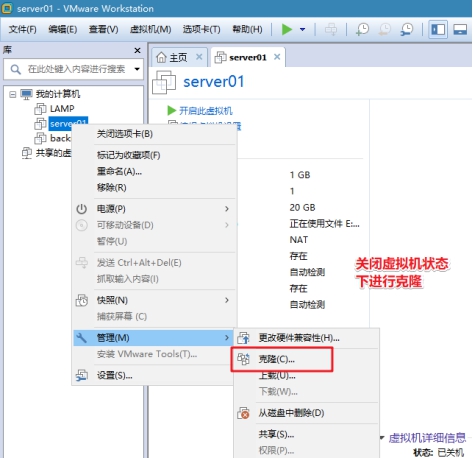 server01 - VMware Workstation
文件(F) 编辑(E) 查看(V) 虚拟机(M) 选项卡(T) 帮助(H)
库
在此处键入内容进行搜索
我的计算机
LAMP
server01
back
共享的虚
主页
server01
server01
开启此虚拟机
1 GB
1
20 GB
正在使用文件 E:...
NAT
存在
自动检测
存在
自动检测
关闭选项卡(B)
标记为收藏(F)
重命名(A)...
移除(R)
电源(P)
可移动设备(D)
暂停(U)
发送 Ctrl+Alt+Del(E)
抓取输入内容(I)
快照(N)
捕获屏幕 (C)
管理(M)
安装 VMware Tools(T)...
设置(S)...
更改硬件兼容性(H)...
克隆(C)...
上载(U)...
下载(W)...
从磁盘中删除(D)
共享(S)...
权限(P)...
关闭虚拟机状态
下进行克隆
虚拟机详细信息
状态: 已关机